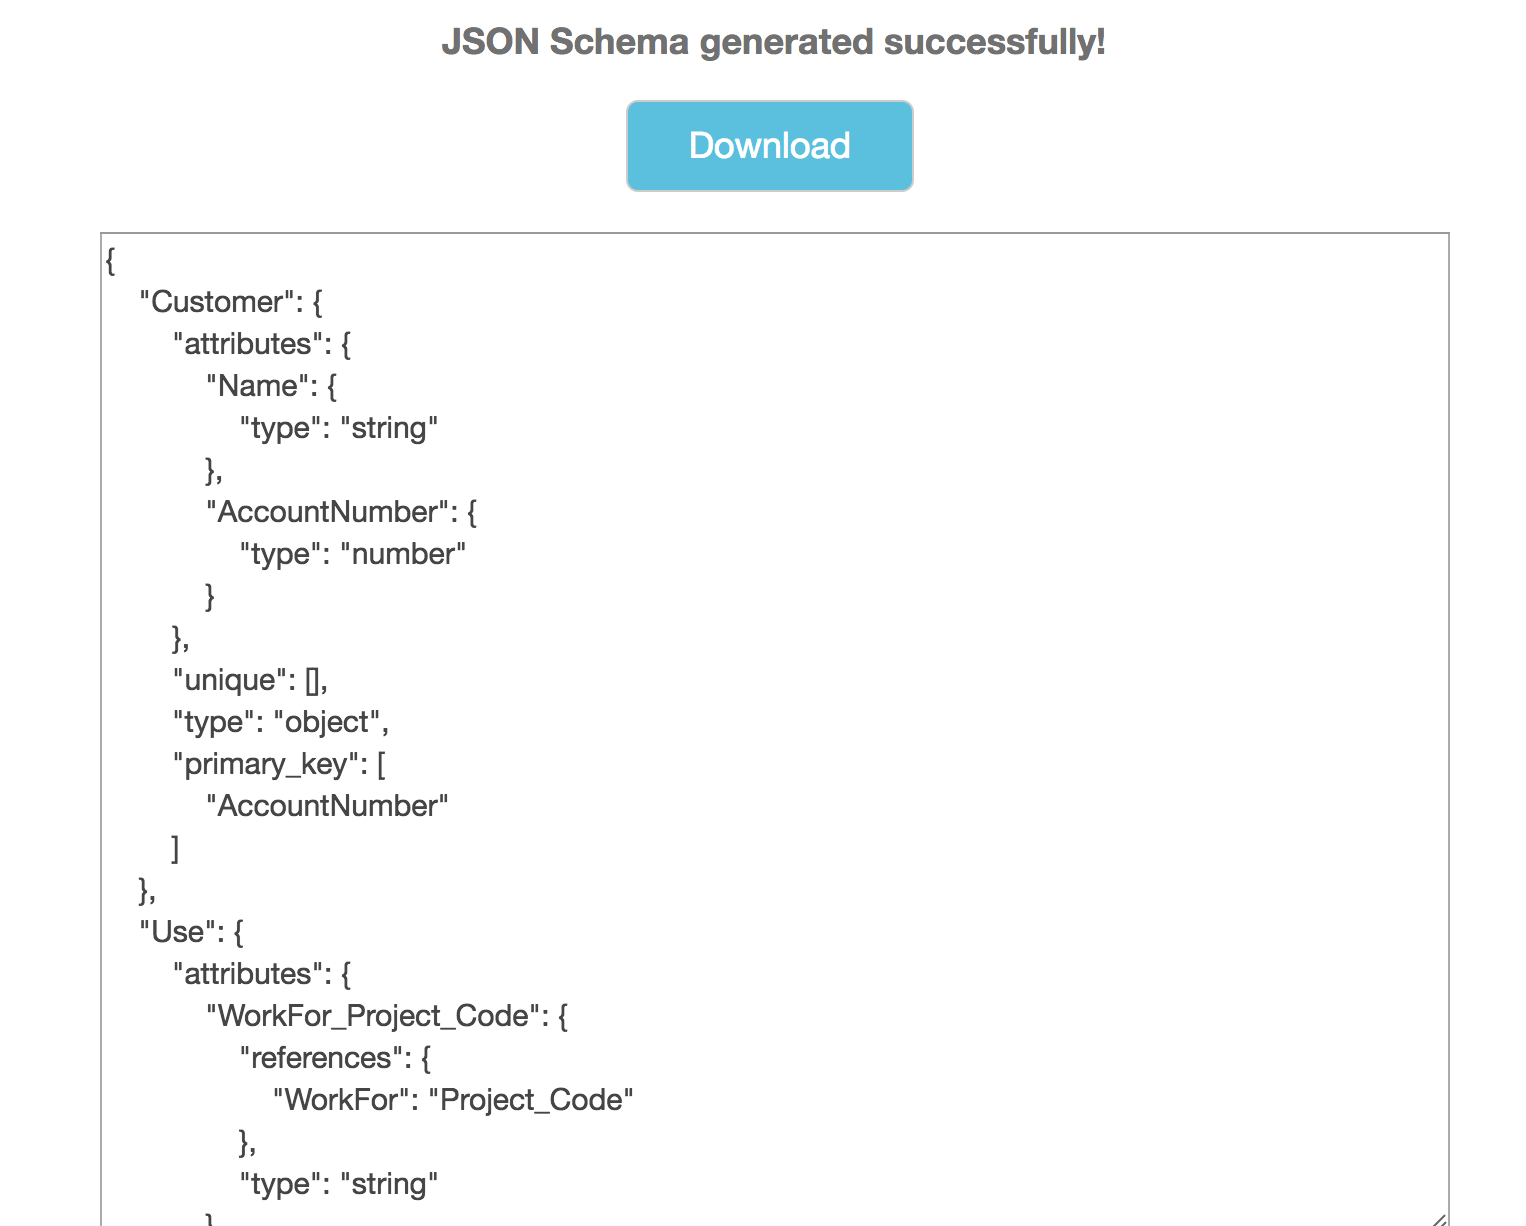 JSON Schema generated successfully!
Download
{
"Customer": {
"attributes": {
"Name": {
"type": "string"
},
"AccountNumber": {
"type": "number"
}
},
"unique": [],
"type": "object",
"primary_key": [
"AccountNumber"
]
},
"Use": {
"attributes": {
"WorkFor_Project_Code": {
"references": {
"WorkFor": "Project_Code"
},
"type": "string"
}